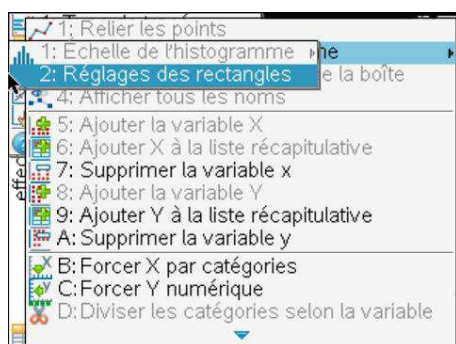 1: Relier les points
1: Échelle de l'histogramme
2: Réglages des rectangles
e la boîte
4: Afficher tous les noms
5: Ajouter la variable X
6: Ajouter X à la liste récapitulative
7: Supprimer la variable x
8: Ajouter la variable Y
9: Ajouter Y à la liste récapitulative
A: Supprimer la variable y
B: Forcer X par catégories
C: Forcer Y numérique
D: Diviser les catégories selon la variable